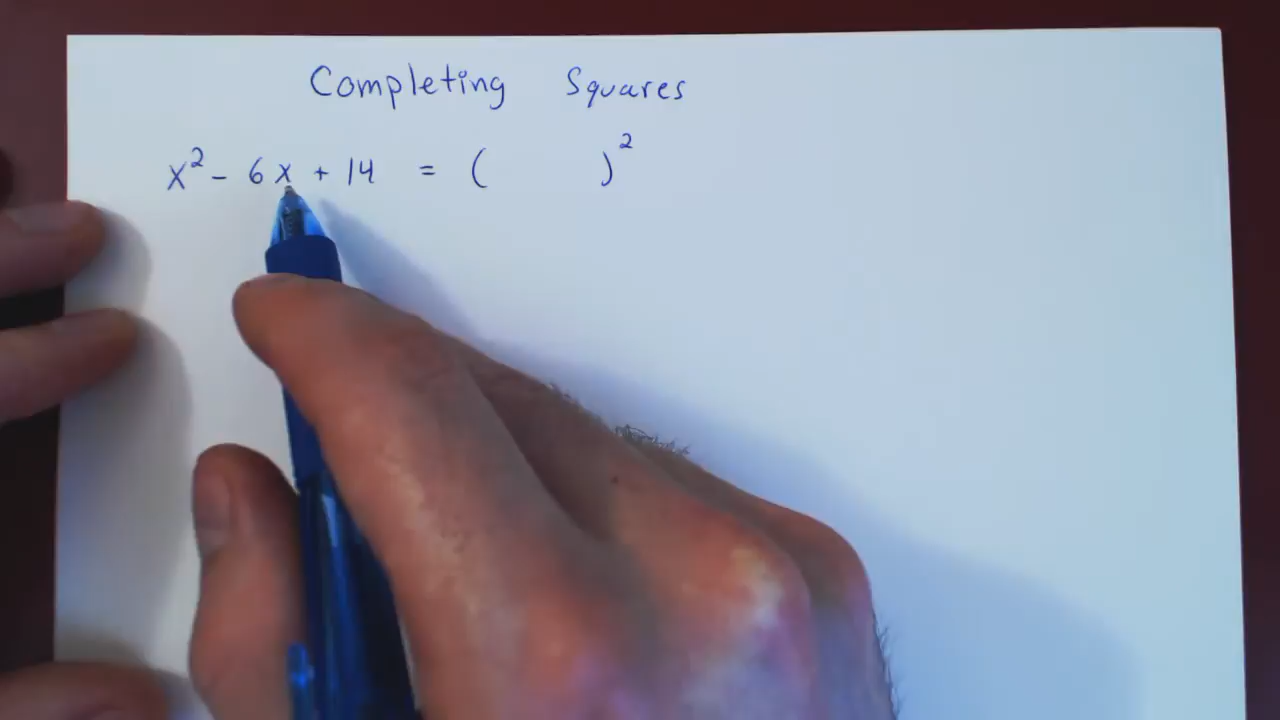 Completing Squares
x² - 6x + 14 = (      )²